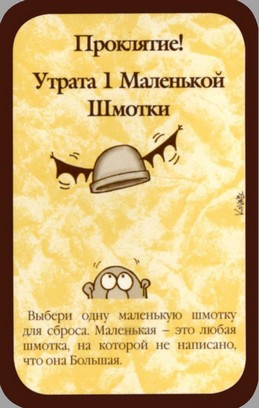 Проклятие!
Утрата 1 Маленькой
Шмотки
Выбери одну маленькую шмотку
для сброса. Маленькая – это любая
шмотка, на которой не написано,
что она Большая.